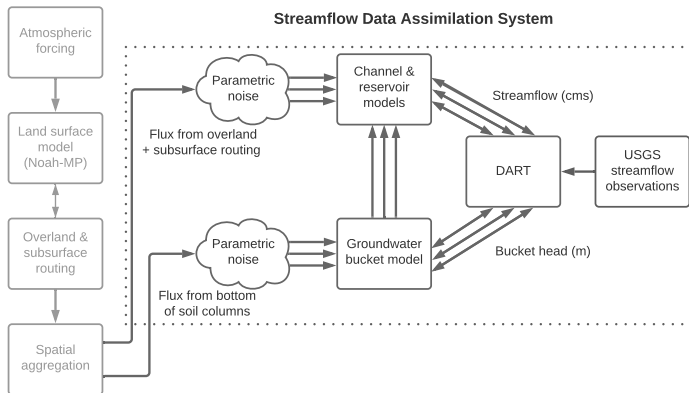 Streamflow Data Assimilation System
Atmospheric
forcing
Land surface
model
(Noah-MP)
Overland &
subsurface
routing
Spatial
aggregation
Parametric
noise
Flux from overland
+ subsurface routing
Channel &
reservoir
models
Streamflow (cms)
DART
USGS
streamflow
observations
Parametric
noise
Flux from bottom
of soil columns
Groundwater
bucket model
Bucket head (m)